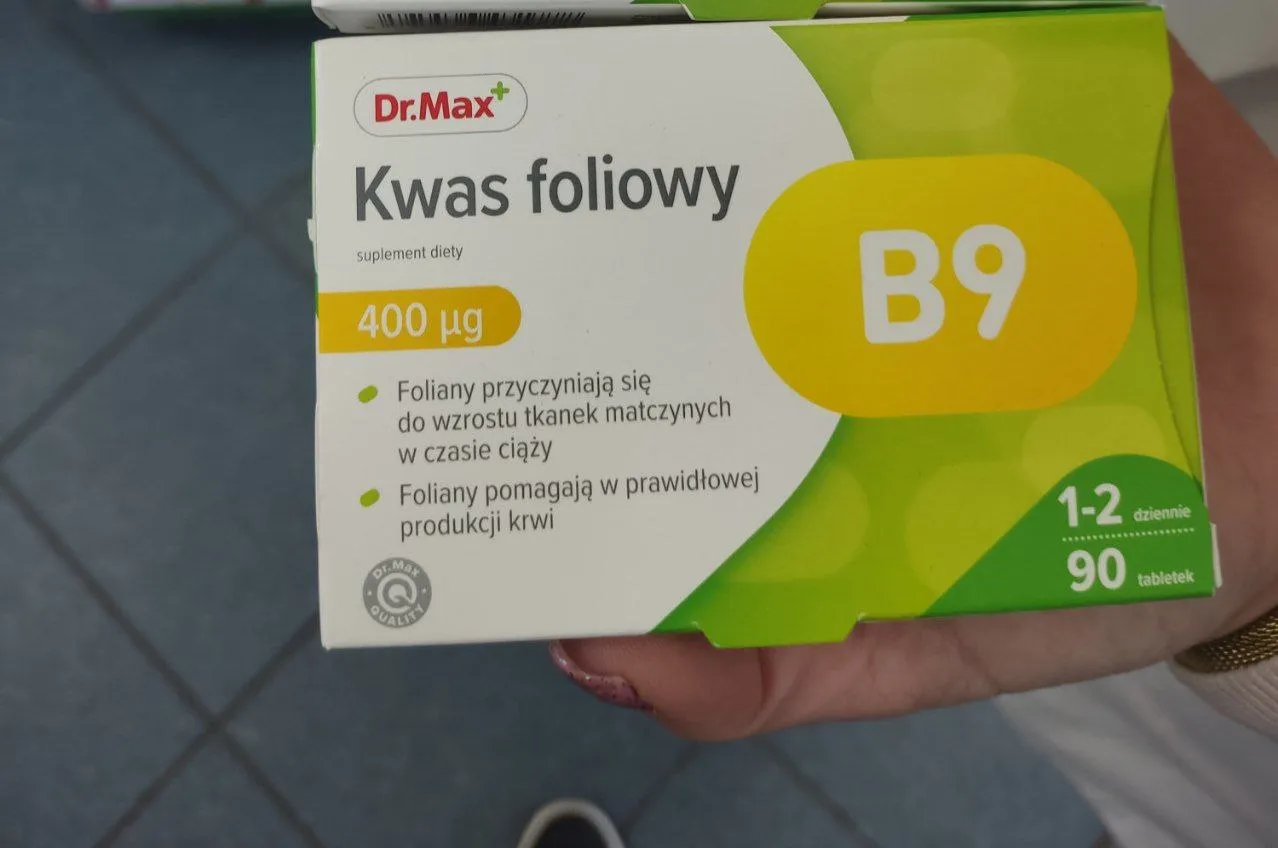 Dr.Max+
Kwas foliowy
suplement diety
400 µg
B9
Foliany przyczyniają się
do wzrostu tkanek matczynych
w czasie ciąży
Foliany pomagają w prawidłowej
produkcji krwi
1-2 dziennie
90 tabletek
Dr.Max
Q
QUALITY